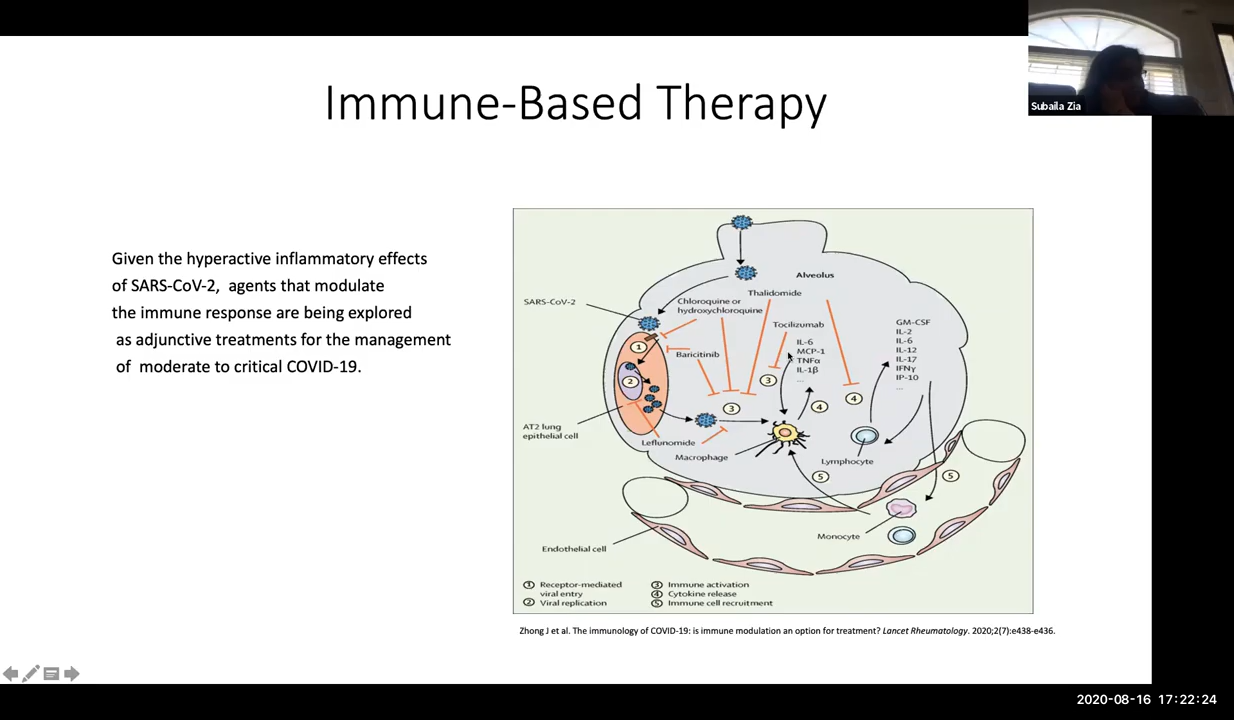 Immune-Based Therapy
Subaila Zia
Given the hyperactive inflammatory effects
of SARS-CoV-2, agents that modulate
the immune response are being explored
as adjunctive treatments for the management
of moderate to critical COVID-19.
Alveolus
Thalidomide
SARS-CoV-2
Chloroquine or
hydroxychloroquine
Tocilizumab
GM-CSF
IL-2
IL-6
IL-12
IL-17
IFNγ
IP-10
...
IL-6
MCP-1
TNFα
IL-1β
...
1
Baricitinib
2
3
3
4
4
AT2 lung
epithelial cell
Leflunomide
Macrophage
Lymphocyte
5
5
Monocyte
Endothelial cell
1 Receptor-mediated
viral entry
2 Viral replication
3 Immune activation
4 Cytokine release
5 Immune cell recruitment
Zhong J et al. The immunology of COVID-19: is immune modulation an option for treatment? Lancet Rheumatology. 2020;2(7):e438-e436.
2020-08-16 17:22:24